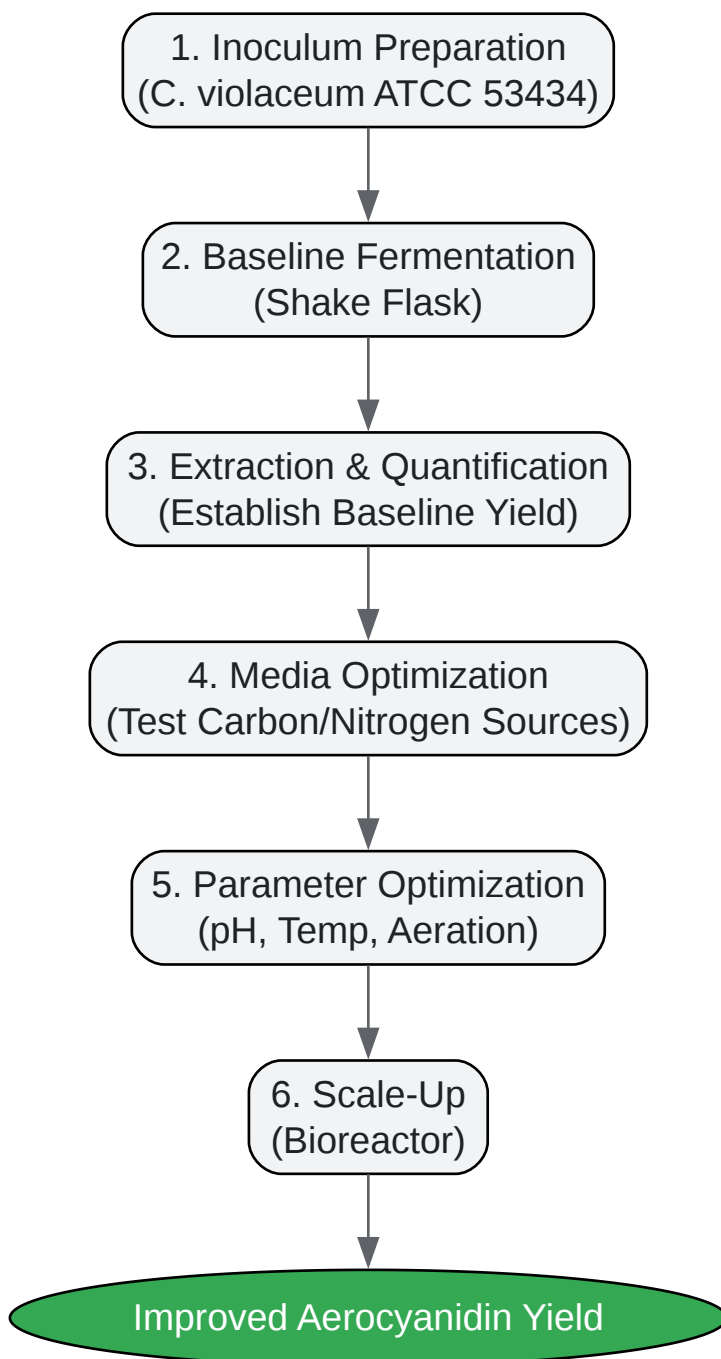 1. Inoculum Preparation
(C. violaceum ATCC 53434)
2. Baseline Fermentation
(Shake Flask)
3. Extraction & Quantification
(Establish Baseline Yield)
4. Media Optimization
(Test Carbon/Nitrogen Sources)
5. Parameter Optimization
(pH, Temp, Aeration)
6. Scale-Up
(Bioreactor)
Improved Aerocyanidin Yield